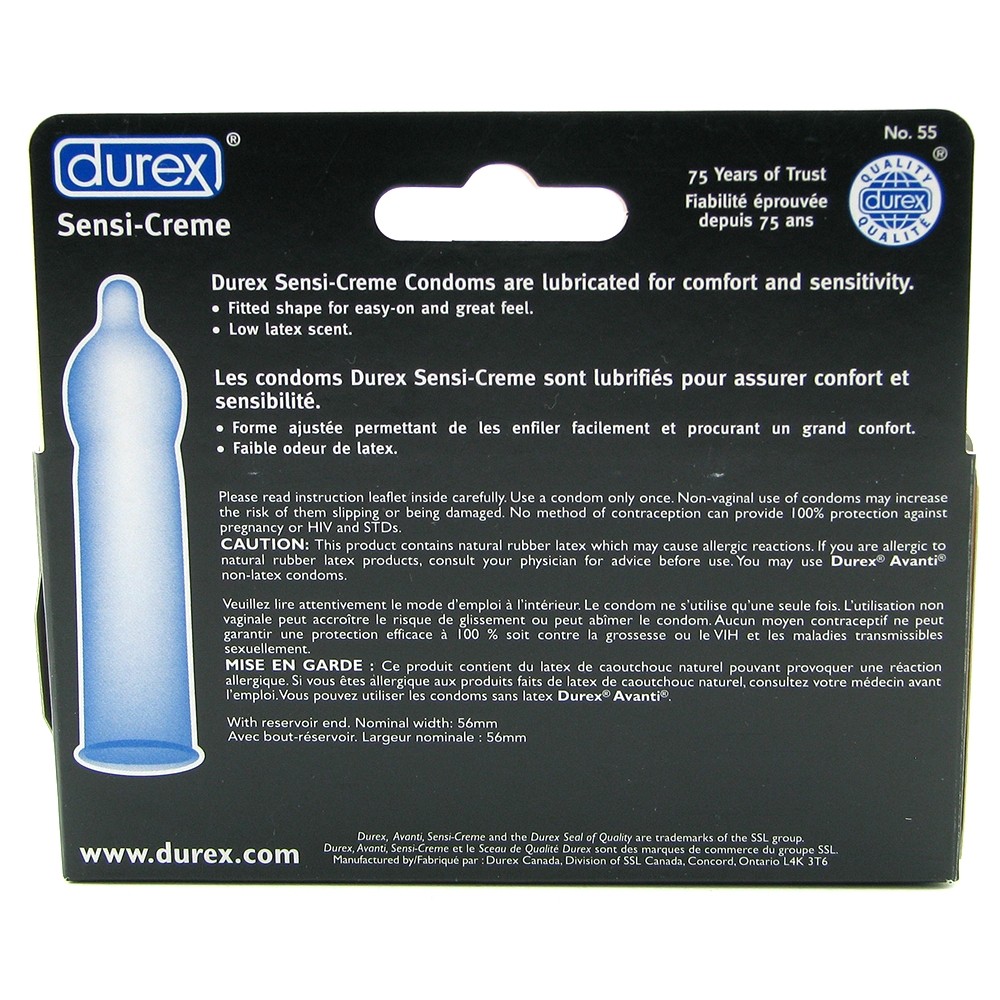 durex®
Sensi-Creme
No. 55
75 Years of Trust
Fiabilité éprouvée
depuis 75 ans
QUALITY
durex
QUALITÉ
®
Durex Sensi-Creme Condoms are lubricated for comfort and sensitivity.
• Fitted shape for easy-on and great feel.
• Low latex scent.
Les condoms Durex Sensi-Creme sont lubrifiés pour assurer confort et
sensibilité.
• Forme ajustée permettant de les enfiler facilement et procurant un grand confort.
• Faible odeur de latex.
Please read instruction leaflet inside carefully. Use a condom only once. Non-vaginal use of condoms may increase
the risk of them slipping or being damaged. No method of contraception can provide 100% protection against
pregnancy or HIV and STDs.
CAUTION: This product contains natural rubber latex which may cause allergic reactions. If you are allergic to
natural rubber latex products, consult your physician for advice before use. You may use Durex® Avanti®
non-latex condoms.
Veuillez lire attentivement le mode d'emploi à l'intérieur. Le condom ne s'utilise qu'une seule fois. L'utilisation non
vaginale peut accroître le risque de glissement ou peut abîmer le condom. Aucun moyen contraceptif ne peut
garantir une protection efficace à 100 % soit contre la grossesse ou le VIH et les maladies transmissibles
sexuellement.
MISE EN GARDE : Ce produit contient du latex de caoutchouc naturel pouvant provoquer une réaction
allergique. Si vous êtes allergique aux produits faits de latex de caoutchouc naturel, consultez votre médecin avant
l'emploi. Vous pouvez utiliser les condoms sans latex Durex® Avanti®.
With reservoir end. Nominal width: 56mm
Avec bout-réservoir. Largeur nominale : 56mm
www.durex.com
Durex, Avanti, Sensi-Creme and the Durex Seal of Quality are trademarks of the SSL group.
Durex, Avanti, Sensi-Creme et le Sceau de Qualité Durex sont des marques de commerce du groupe SSL.
Manufactured by/Fabriqué par : Durex Canada, Division of SSL Canada, Concord, Ontario L4K 3T6